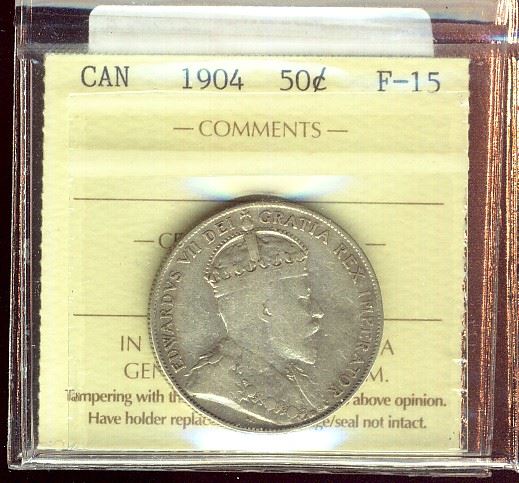 CAN 1904 50¢ F-15
— COMMENTS —
EDWARDVS VII DEI GRATIA REX IMPERATOR
IN
GEN M.
Tampering with th above opinion.
Have holder replac ge/seal not intact.